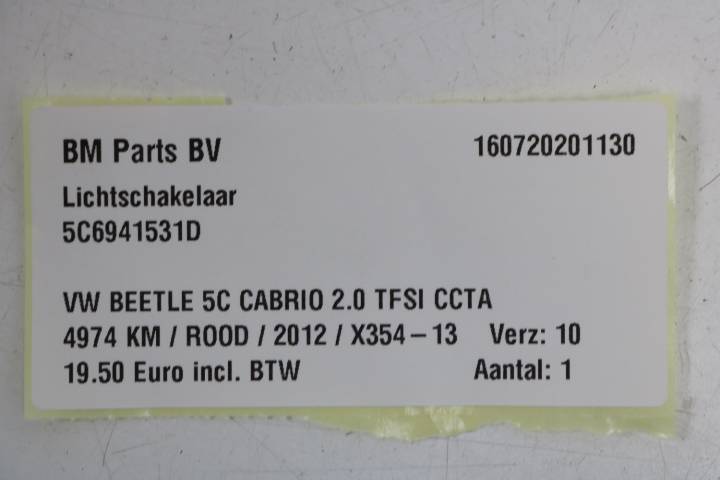 BM Parts BV 160720201130
Lichtschakelaar
5C6941531D
VW BEETLE 5C CABRIO 2.0 TFSI CCTA
4974 KM / ROOD / 2012 / X354-13 Verz: 10
19.50 Euro incl. BTW Aantal: 1